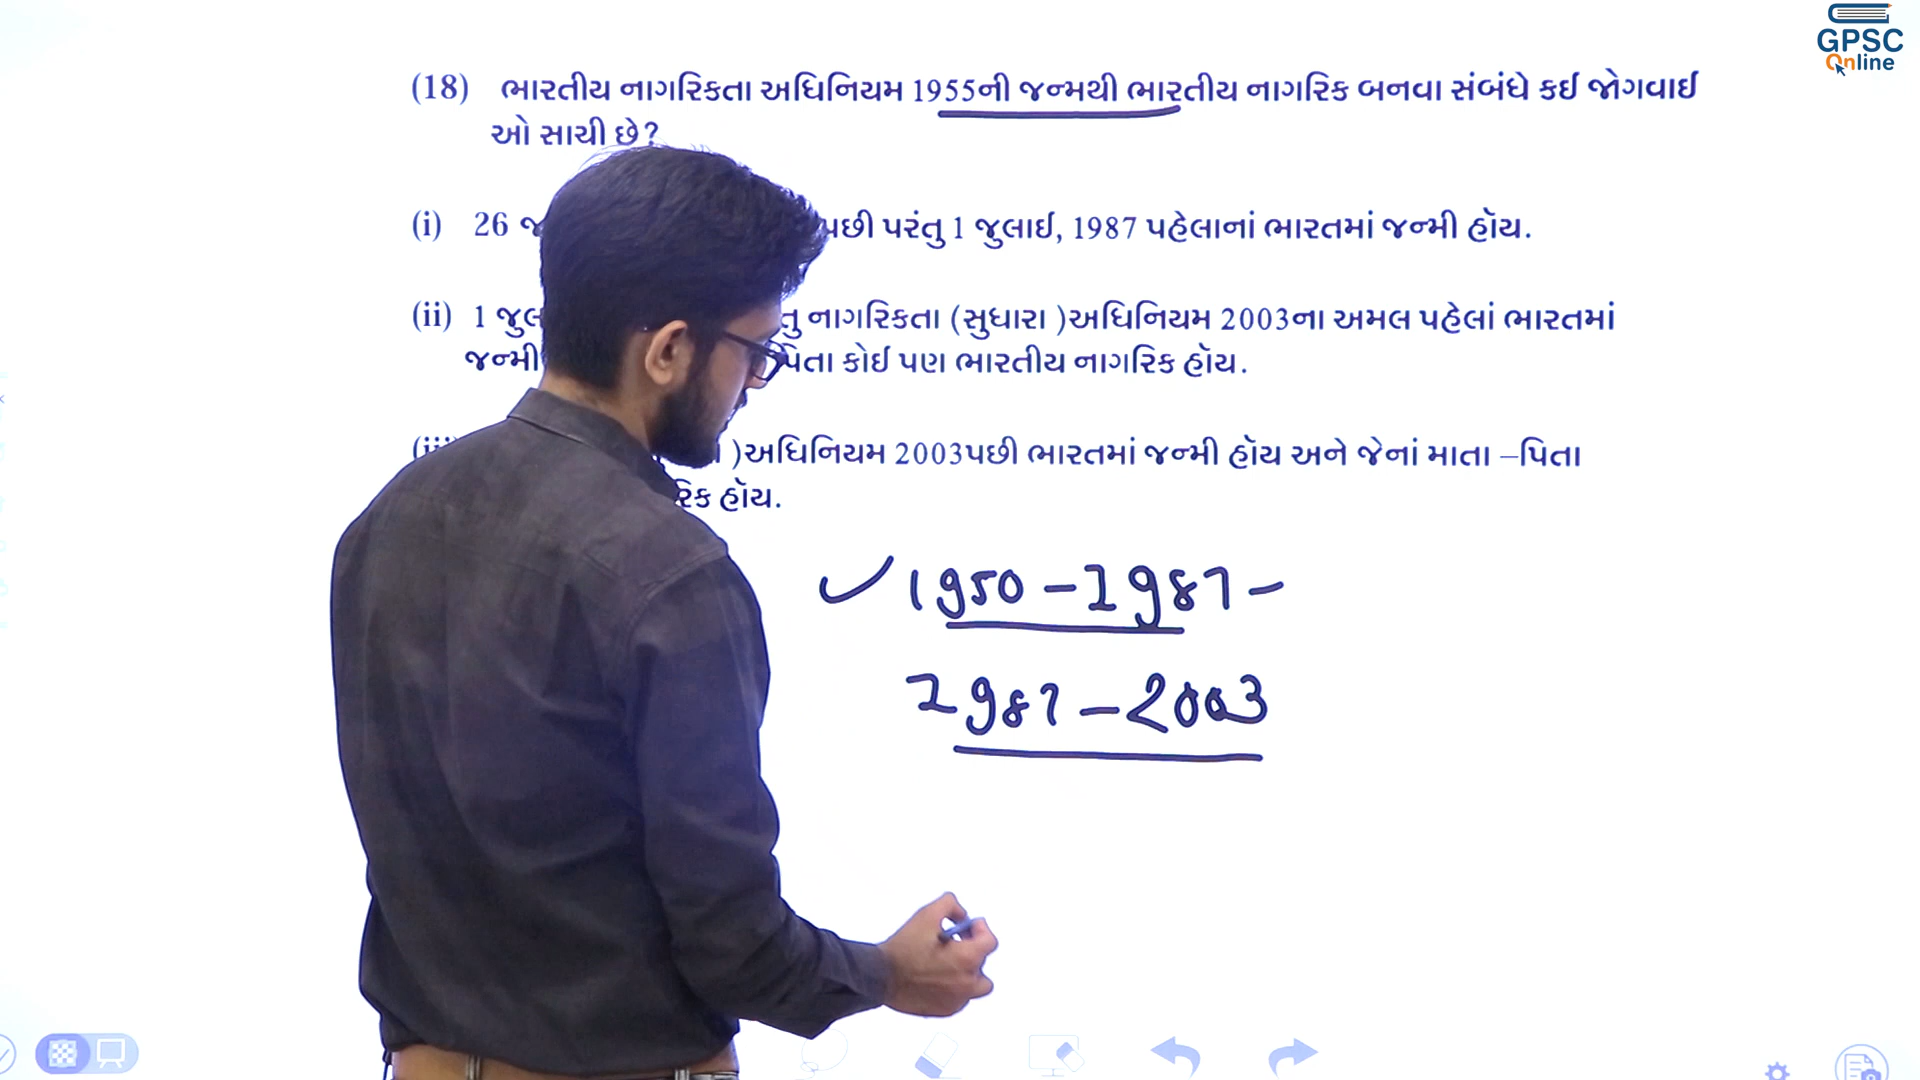 GPSC
Online
(18) ભારતીય નાગરિકતા અધિનિયમ 1955ની જન્મથી ભારતીય નાગરિક બનવા સંબંધે કઈ જોગવાઈ
ઓ સાચી છે?
(i) 26 પછી પરંતુ 1 જુલાઈ, 1987 પહેલાનાં ભારતમાં જન્મી હૉય.
(ii) 1 નાગરિકતા (સુધારા )અધિનિયમ 2003ના અમલ પહેલાં ભારતમાં
જન્મી કોઈ પણ ભારતીય નાગરિક હૉય.
)અધિનિયમ 2003પછી ભારતમાં જન્મી હૉય અને જેનાં માતા –પિતા
હૉય.
✓ 1950 – 1987 –
1987 – 2003